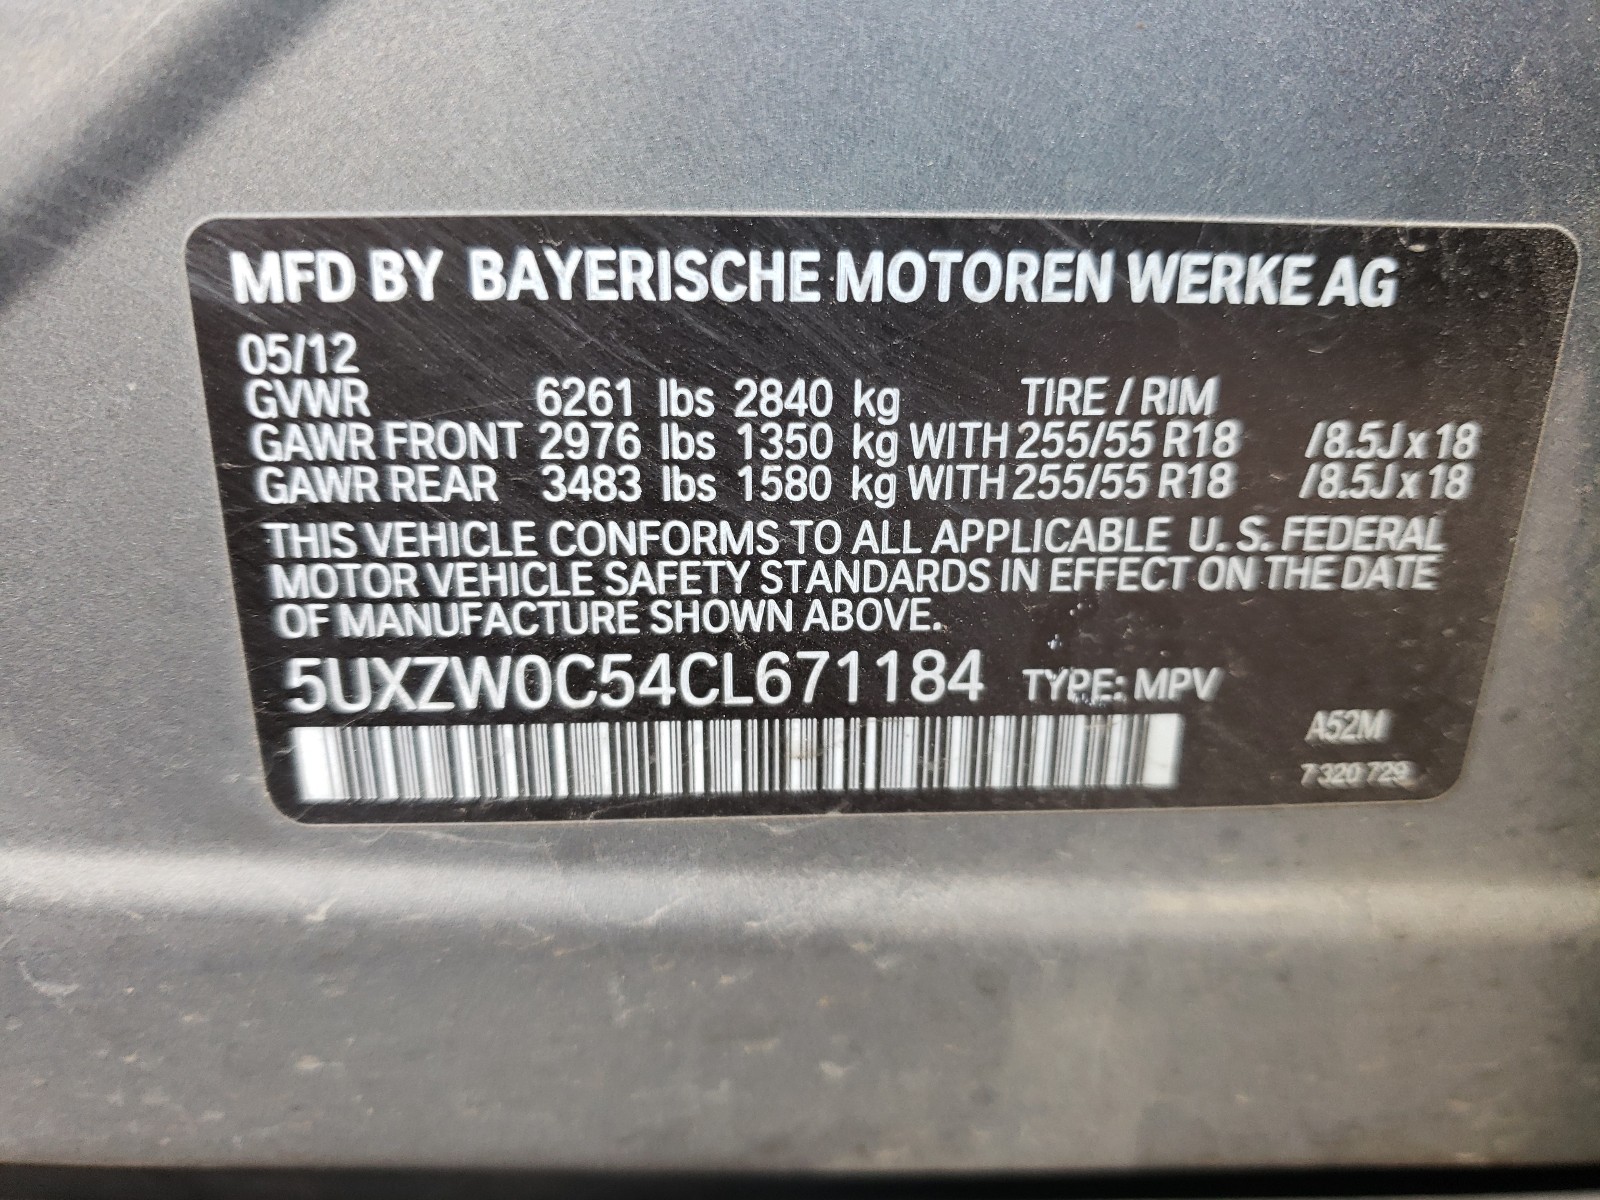 MFD BY BAYERISCHE MOTOREN WERKE AG
05/12
GVWR 6261 lbs 2840 kg TIRE / RIM
GAWR FRONT 2976 lbs 1350 kg WITH 255/55 R18 /8.5J x 18
GAWR REAR 3483 lbs 1580 kg WITH 255/55 R18 /8.5J x 18
THIS VEHICLE CONFORMS TO ALL APPLICABLE U. S. FEDERAL
MOTOR VEHICLE SAFETY STANDARDS IN EFFECT ON THE DATE
OF MANUFACTURE SHOWN ABOVE.
5UXZW0C54CL671184 TYPE: MPV
A52M
7 320 729